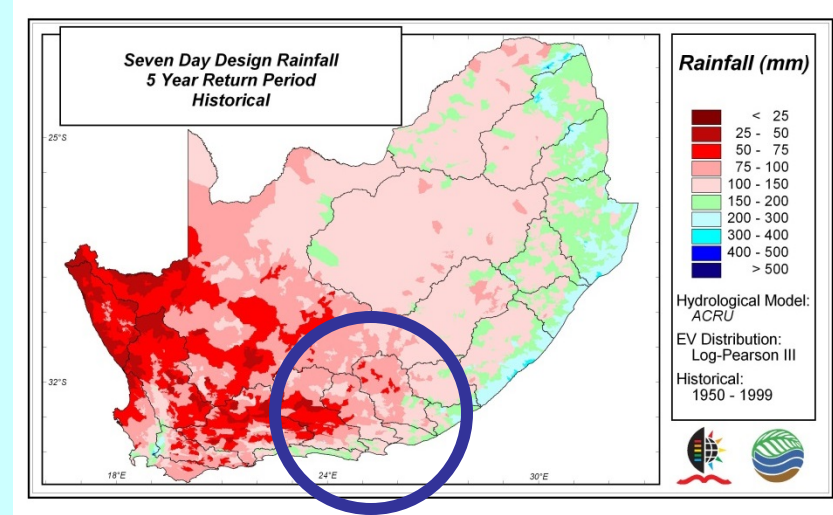 Seven Day Design Rainfall
5 Year Return Period
Historical
25°S
32°S
18°E
24°E
30°E
Rainfall (mm)
< 25
25 - 50
50 - 75
75 - 100
100 - 150
150 - 200
200 - 300
300 - 400
400 - 500
> 500
Hydrological Model:
ACRU
EV Distribution:
Log-Pearson III
Historical:
1950 - 1999